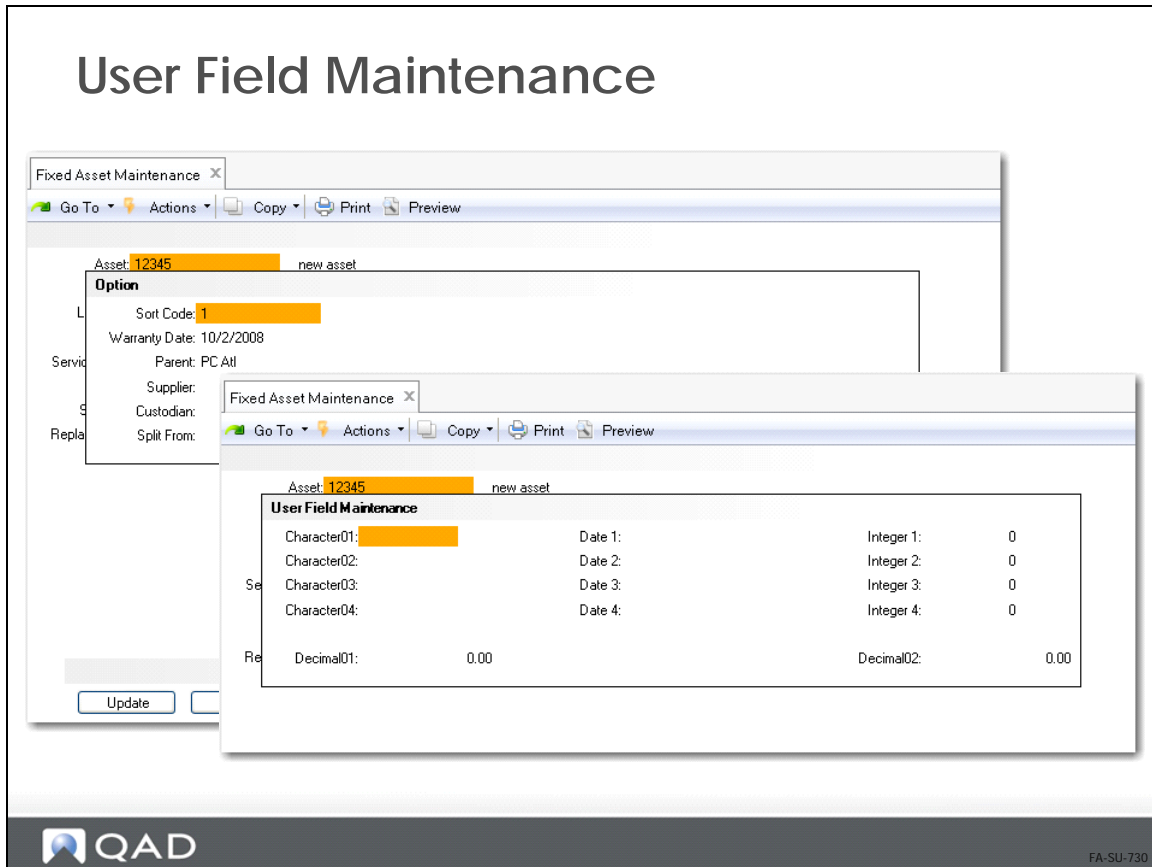 User Field Maintenance
Fixed Asset Maintenance X
Go To Actions Copy Print Preview
Asset: 12345 new asset
Option
L Sort Code: 1
Warranty Date: 10/2/2008
Servic Parent: PC Atl
Supplier:
S Custodian:
Repla Split From:
Fixed Asset Maintenance X
Go To Actions Copy Print Preview
Asset: 12345 new asset
User Field Maintenance
Character01: Date 1: Integer 1: 0
Character02: Date 2: Integer 2: 0
Se Character03: Date 3: Integer 3: 0
Character04: Date 4: Integer 4: 0
Re Decimal01: 0.00 Decimal02: 0.00
Update
QAD
FA-SU-730